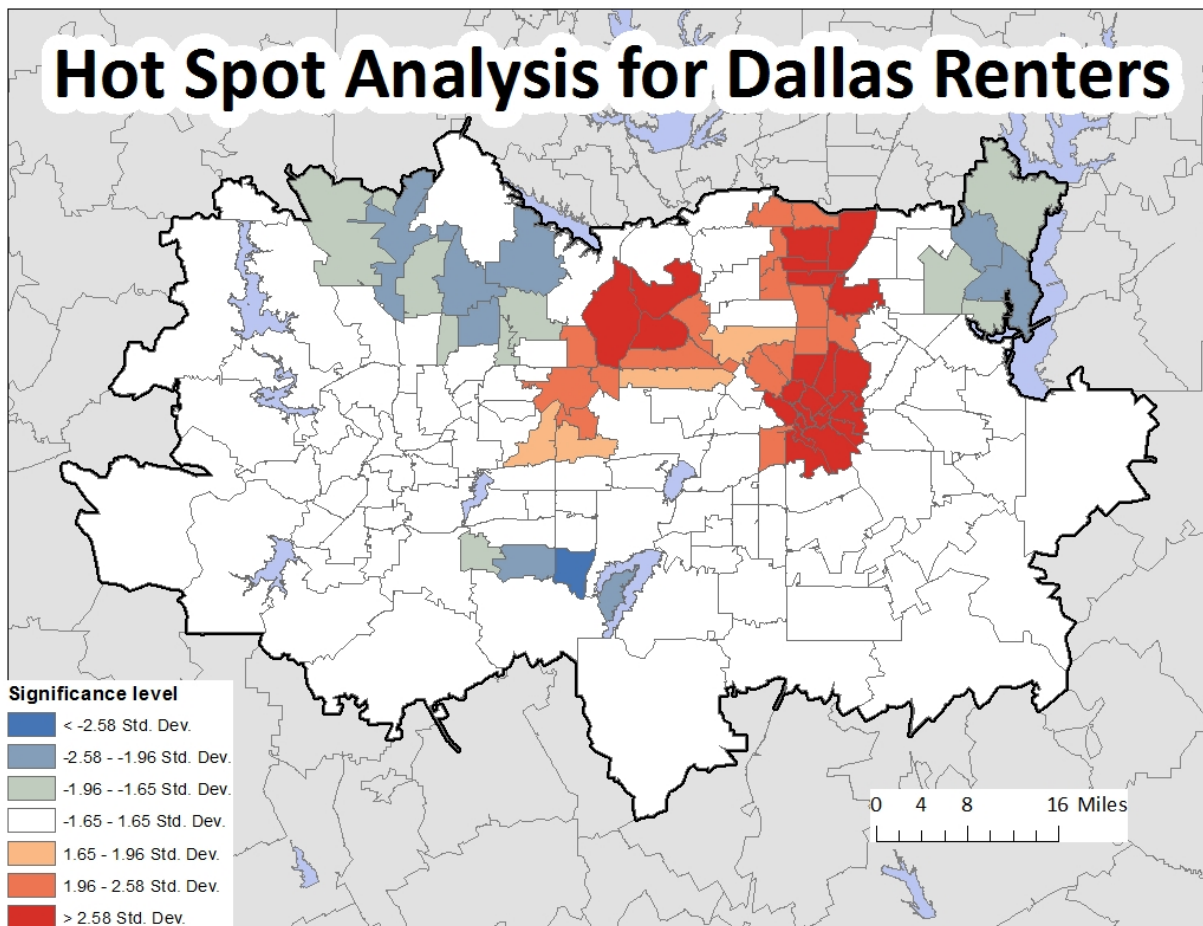 Hot Spot Analysis for Dallas Renters
Significance level
< -2.58 Std. Dev.
-2.58 - -1.96 Std. Dev.
-1.96 - -1.65 Std. Dev.
-1.65 - 1.65 Std. Dev.
1.65 - 1.96 Std. Dev.
1.96 - 2.58 Std. Dev.
> 2.58 Std. Dev.
0 4 8 16 Miles